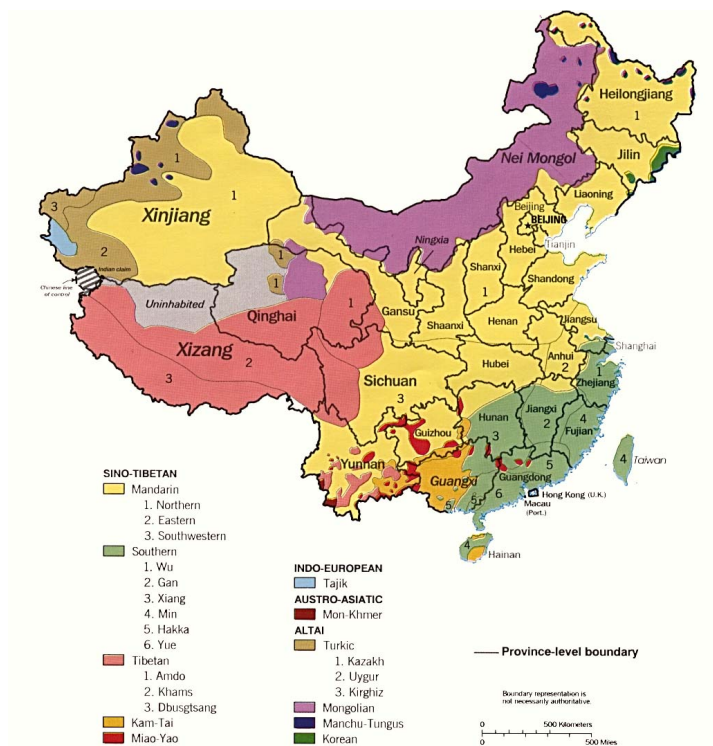 Heilongjiang
1
Jilin
Nei Mongol
Liaoning
Beijing
BEIJING
Tianjin
Hebei
Ningxia
Shanxi
1
Shandong
1
1
3
Xinjiang
2
Indian claim
Chinese line
of control
1
1
Uninhabited
Qinghai
1
Gansu
Shaanxi
Henan
Jiangsu
Shanghai
Anhui
2
1
Zhejiang
Xizang
2
3
Sichuan
3
Hubei
Hunan
3
Jiangxi
2
4
Fujian
Guizhou
Yunnan
Guangxi
5
Guangdong
6
5
5
4
Taiwan
Hong Kong (U.K.)
Macau
(Port.)
4
Hainan
SINO-TIBETAN
Mandarin
1. Northern
2. Eastern
3. Southwestern
Southern
1. Wu
2. Gan
3. Xiang
4. Min
5. Hakka
6. Yue
Tibetan
1. Amdo
2. Khams
3. Dbusgtsang
Kam-Tai
Miao-Yao
INDO-EUROPEAN
Tajik
AUSTRO-ASIATIC
Mon-Khmer
ALTAI
Turkic
1. Kazakh
2. Uygur
3. Kirghiz
Mongolian
Manchu-Tungus
Korean
Province-level boundary
Boundary representation is
not necessarily authoritative.
0 500 Kilometers
0 500 Miles